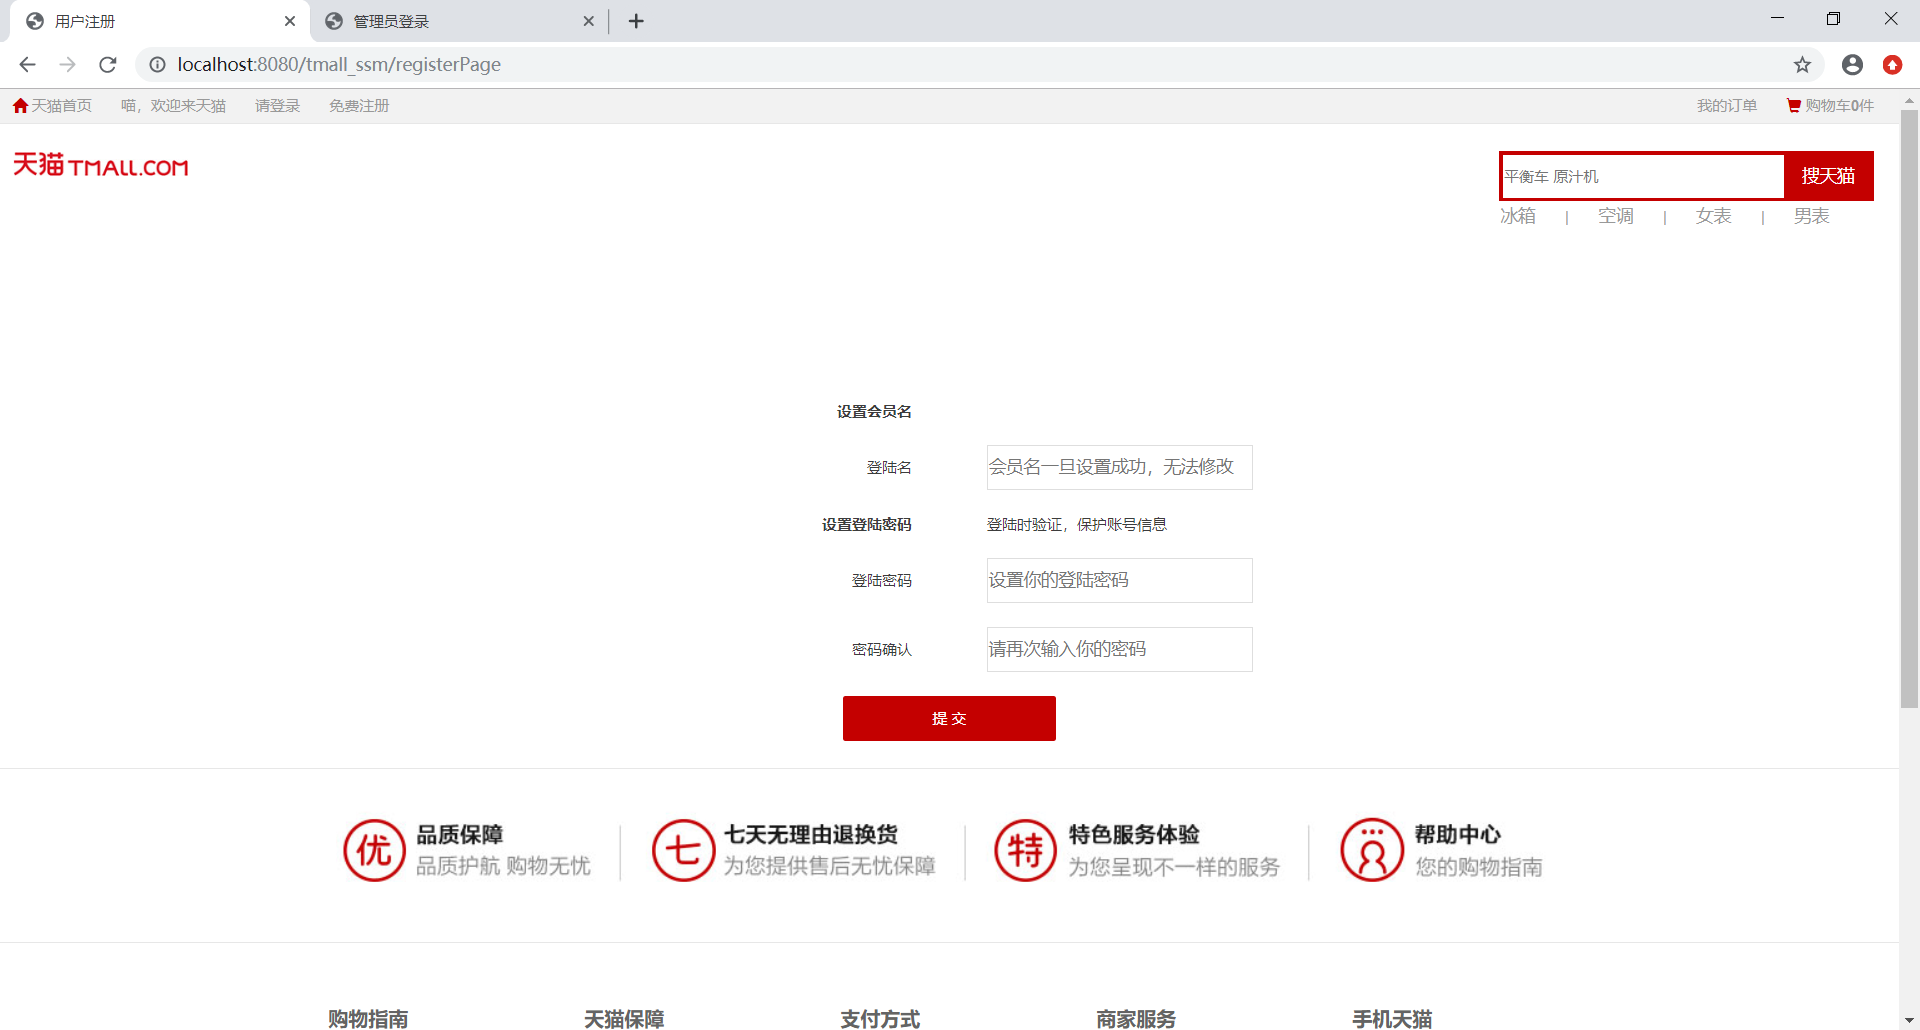 用户注册
管理员登录
localhost:8080/tmall_ssm/registerPage
天猫首页 喵，欢迎来天猫 请登录 免费注册 我的订单 购物车0件
天猫TMALL.COM
平衡车 原汁机 搜天猫
冰箱 | 空调 | 女表 | 男表
设置会员名
登陆名 会员名一旦设置成功，无法修改
设置登陆密码 登陆时验证，保护账号信息
登陆密码 设置你的登陆密码
密码确认 请再次输入你的密码
提 交
优 品质保障 七 七天无理由退换货 特 特色服务体验 帮助中心
品质护航 购物无忧 为您提供售后无忧保障 为您呈现不一样的服务 您的购物指南
购物指南 天猫保障 支付方式 商家服务 手机天猫